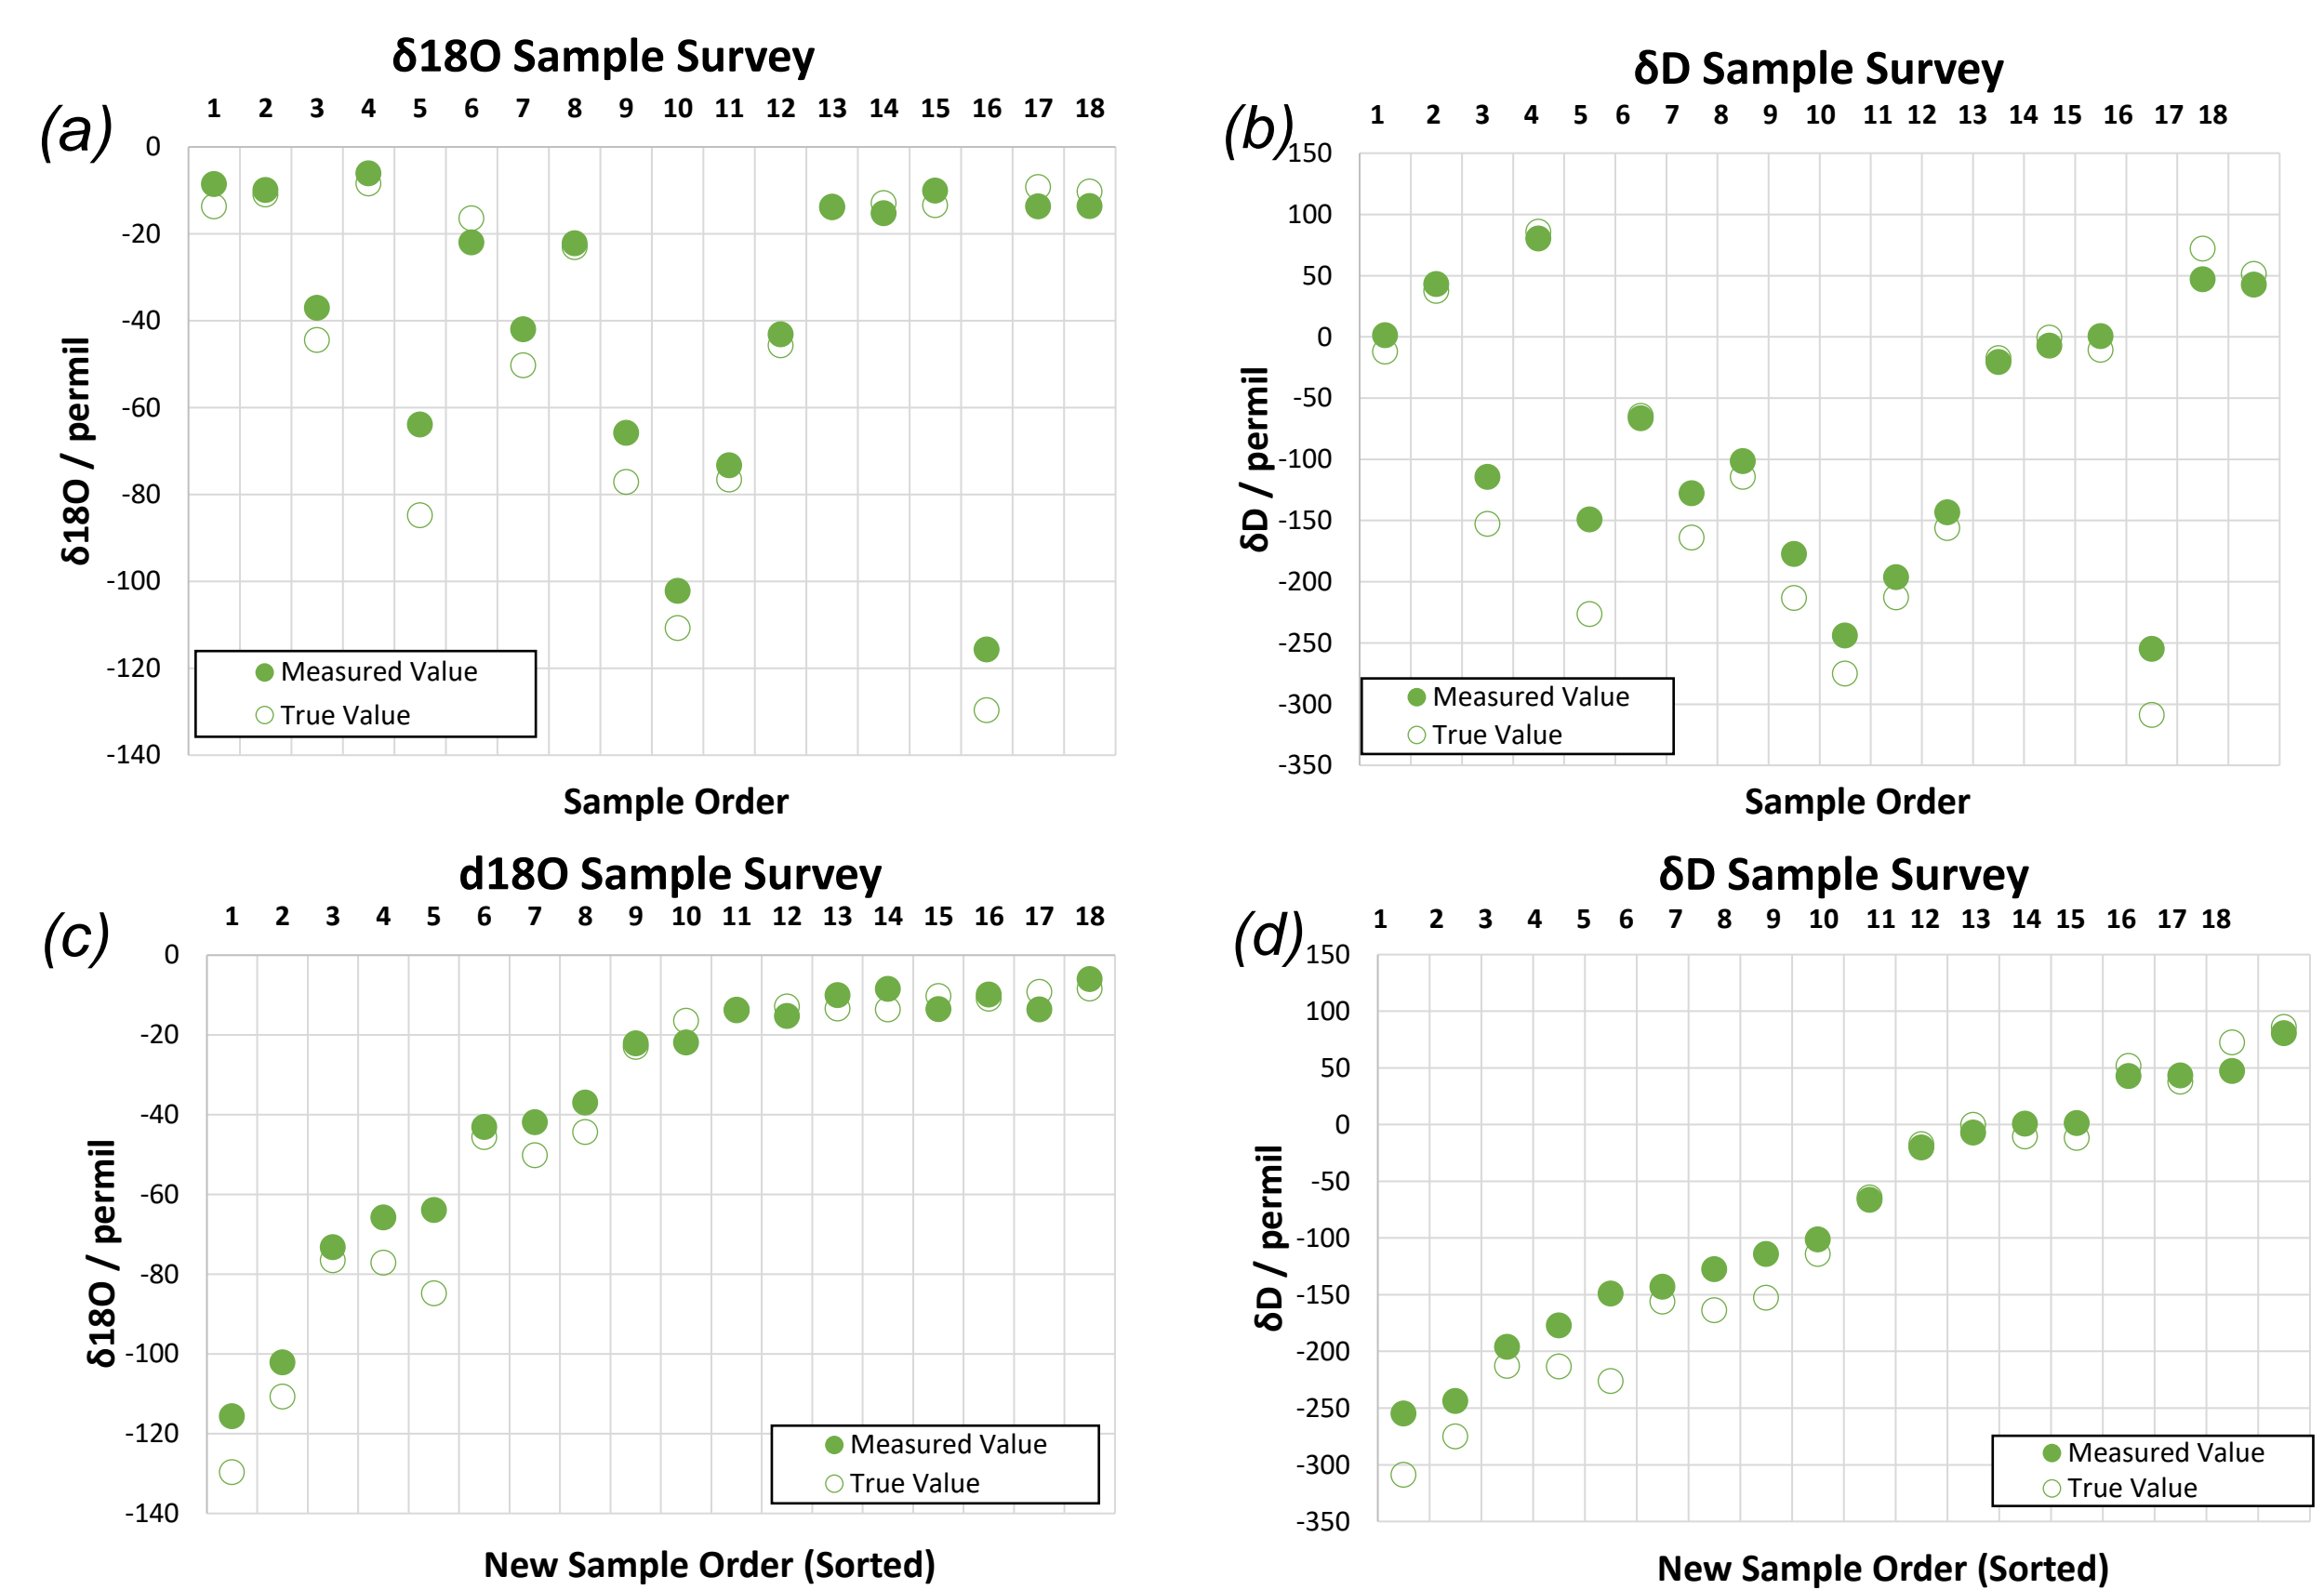 δ18O Sample Survey
(a)
1 2 3 4 5 6 7 8 9 10 11 12 13 14 15 16 17 18
0
-20
-40
-60
-80
-100
-120
-140
δ18O / permil
Measured Value
True Value
Sample Order
δD Sample Survey
(b)
1 2 3 4 5 6 7 8 9 10 11 12 13 14 15 16 17 18
150
100
50
0
-50
-100
-150
-200
-250
-300
-350
δD / permil
Measured Value
True Value
Sample Order
d18O Sample Survey
(c)
1 2 3 4 5 6 7 8 9 10 11 12 13 14 15 16 17 18
0
-20
-40
-60
-80
-100
-120
-140
δ18O / permil
Measured Value
True Value
New Sample Order (Sorted)
δD Sample Survey
(d)
1 2 3 4 5 6 7 8 9 10 11 12 13 14 15 16 17 18
150
100
50
0
-50
-100
-150
-200
-250
-300
-350
δD / permil
Measured Value
True Value
New Sample Order (Sorted)